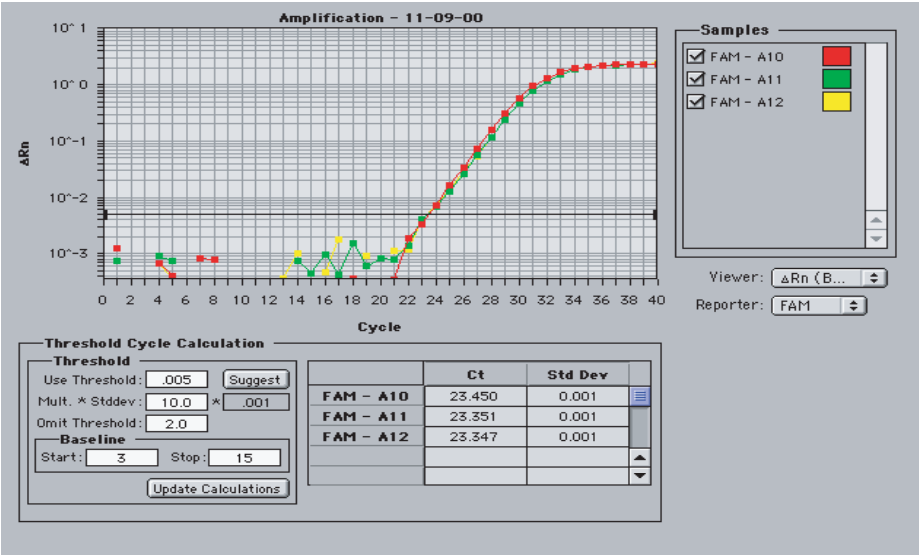 Amplification - 11-09-00
10^ 1
10^ 0
10^-1
10^-2
10^-3
ΔRn
0 2 4 6 8 10 12 14 16 18 20 22 24 26 28 30 32 34 36 38 40
Cycle
Samples
FAM - A10
FAM - A11
FAM - A12
Viewer: ΔRn (B...
Reporter: FAM
Threshold Cycle Calculation
Threshold
Use Threshold: .005 Suggest
Mult. * Stddev: 10.0 * .001
Omit Threshold: 2.0
Baseline
Start: 3 Stop: 15
Update Calculations
Ct Std Dev
FAM - A10 23.450 0.001
FAM - A11 23.351 0.001
FAM - A12 23.347 0.001